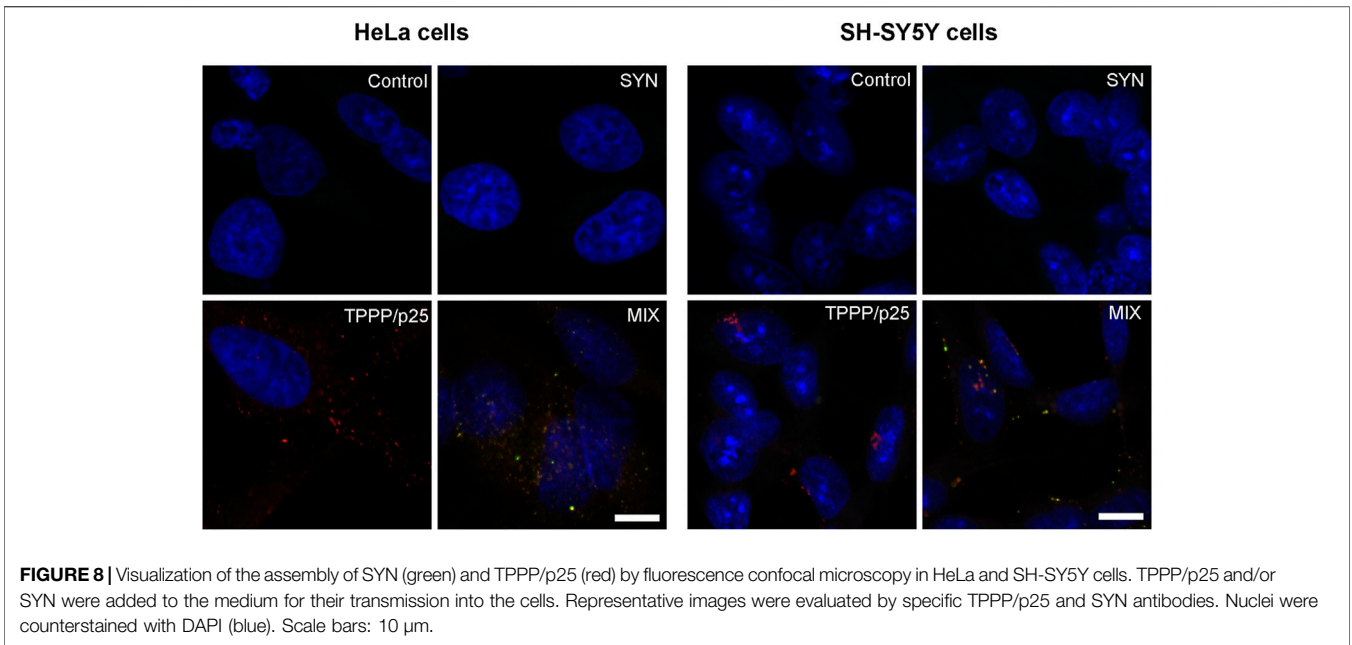 HeLa cells
SH-SY5Y cells
Control
SYN
Control
SYN
TPPP/p25
MIX
TPPP/p25
MIX
FIGURE 8 | Visualization of the assembly of SYN (green) and TPPP/p25 (red) by fluorescence confocal microscopy in HeLa and SH-SY5Y cells. TPPP/p25 and/or
SYN were added to the medium for their transmission into the cells. Representative images were evaluated by specific TPPP/p25 and SYN antibodies. Nuclei were
counterstained with DAPI (blue). Scale bars: 10 µm.